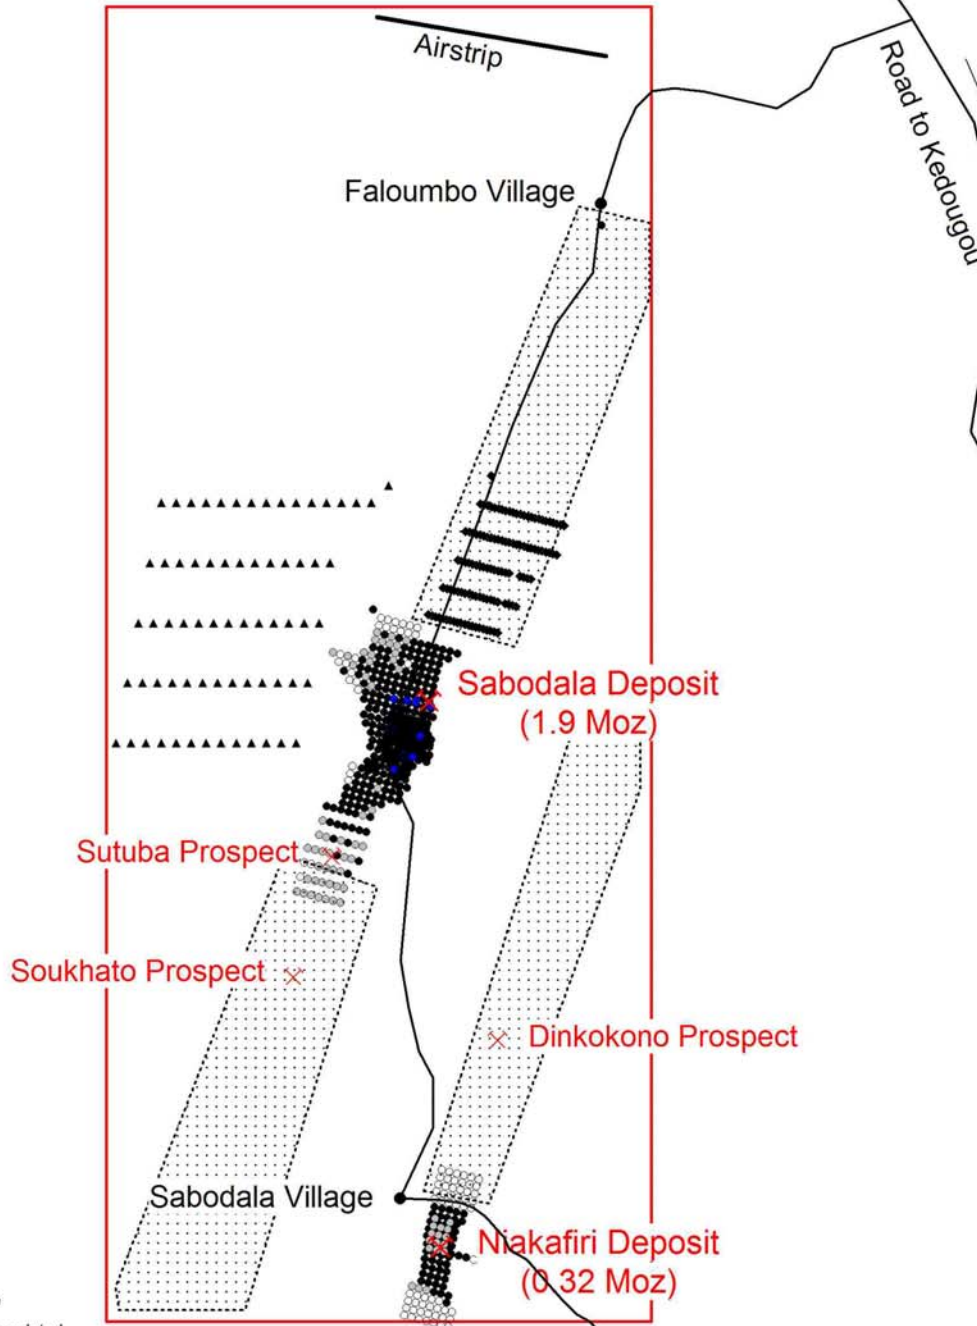 Airstrip
Road to Kedougou
Faloumbo Village
Sabodala Deposit
(1.9 Moz)
Sutuba Prospect
Soukhato Prospect
Dinkokono Prospect
Sabodala Village
Niakafiri Deposit
(0.32 Moz)